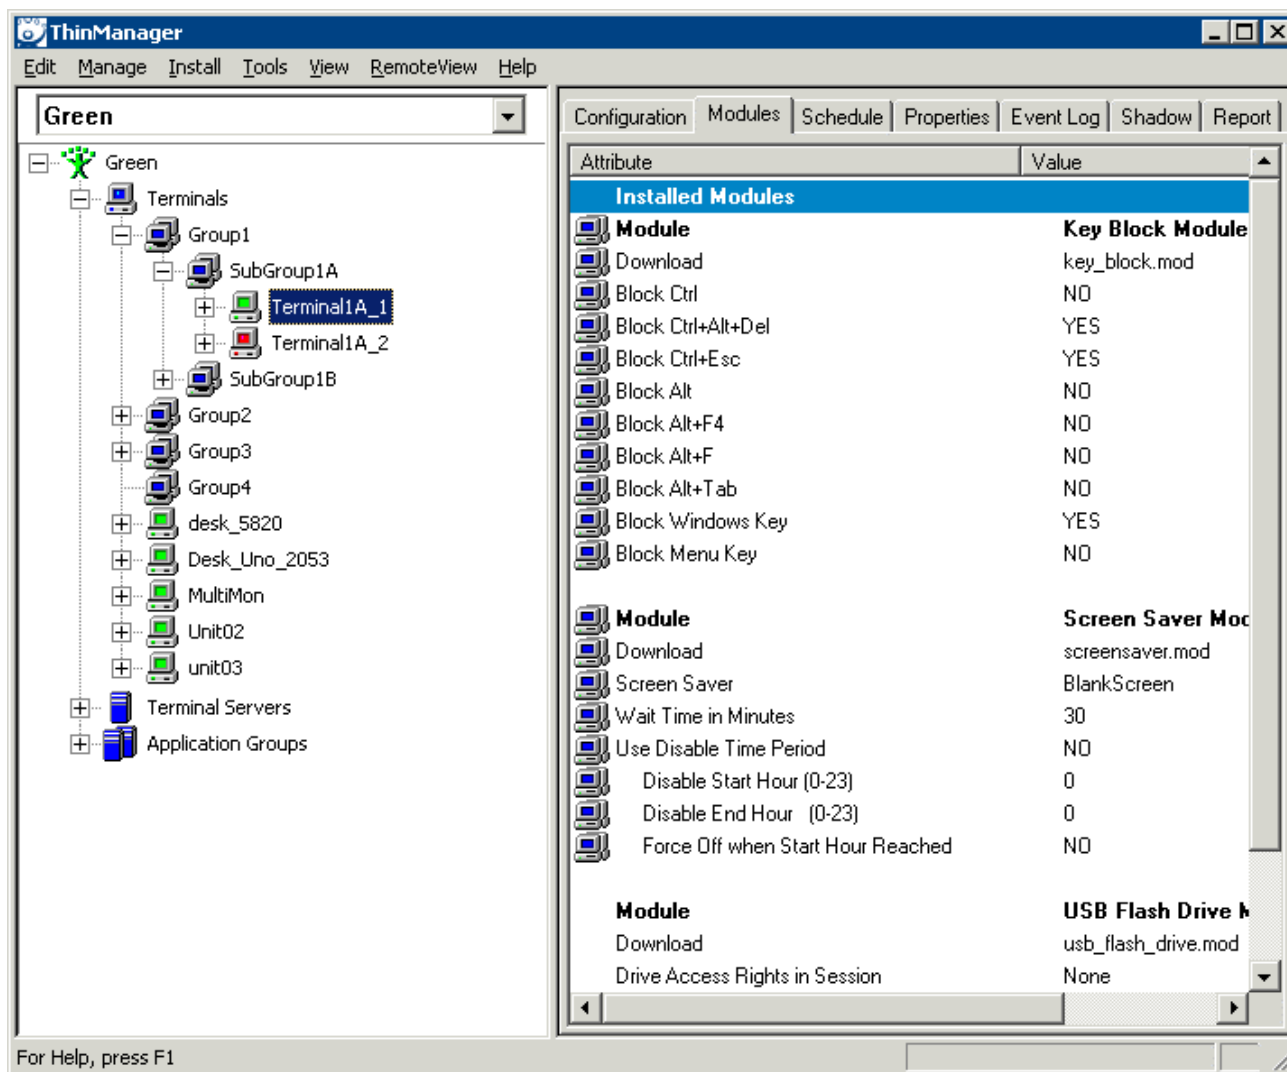 ThinManager
Edit Manage Install Tools View RemoteView Help
Green
Green
Terminals
Group1
SubGroup1A
Terminal1A_1
Terminal1A_2
SubGroup1B
Group2
Group3
Group4
desk_5820
Desk_Uno_2053
MultiMon
Unit02
unit03
Terminal Servers
Application Groups
Configuration Modules Schedule Properties Event Log Shadow Report
Attribute Value
Installed Modules
Module Key Block Module
Download key_block.mod
Block Ctrl NO
Block Ctrl+Alt+Del YES
Block Ctrl+Esc YES
Block Alt NO
Block Alt+F4 NO
Block Alt+F NO
Block Alt+Tab NO
Block Windows Key YES
Block Menu Key NO
Module Screen Saver Moc
Download screensaver.mod
Screen Saver BlankScreen
Wait Time in Minutes 30
Use Disable Time Period NO
Disable Start Hour (0-23) 0
Disable End Hour (0-23) 0
Force Off when Start Hour Reached NO
Module USB Flash Drive M
Download usb_flash_drive.mod
Drive Access Rights in Session None
For Help, press F1